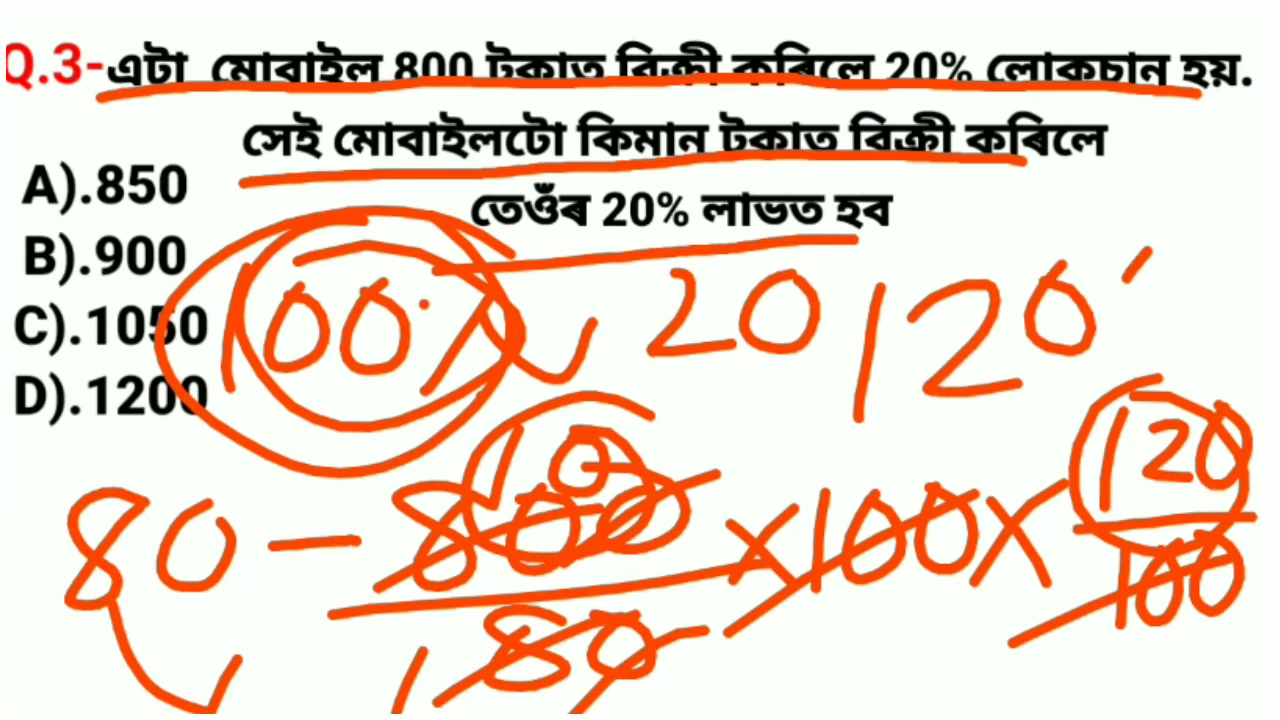 Q.3-এটা মোবাইল 800 টকাত বিক্ৰী কৰিলে 20% লোকচান হয়.
সেই মোবাইলটো কিমান টকাত বিক্ৰী কৰিলে
তেওঁৰ 20% লাভত হব
A).850
B).900
C).1050
D).1200
100% 20 120
10 120
80 - 800 × 100 × 100
80